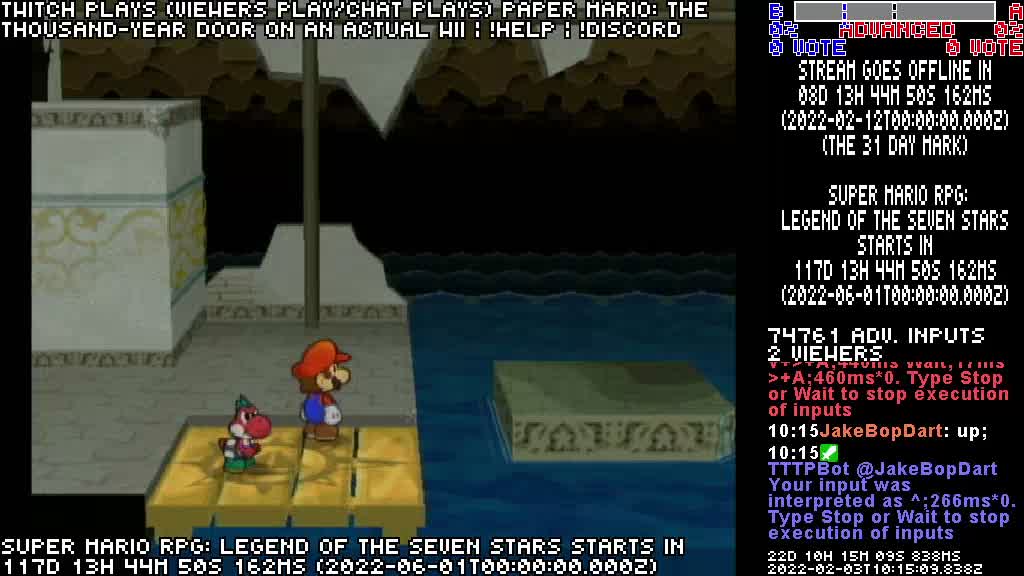 TWITCH PLAYS (VIEWERS PLAY/CHAT PLAYS) PAPER MARIO: THE
THOUSAND-YEAR DOOR ON AN ACTUAL WII | !HELP | !DISCORD
B A
0% ADVANCED 0%
0 VOTE 0 VOTE
STREAM GOES OFFLINE IN
08D 13H 44M 50S 162MS
(2022-02-12T00:00:00.000Z)
(THE 31 DAY MARK)
SUPER MARIO RPG:
LEGEND OF THE SEVEN STARS
STARTS IN
117D 13H 44M 50S 162MS
(2022-06-01T00:00:00.000Z)
74761 ADV. INPUTS
2 VIEWERS
>+A;460ms*0. Type Stop
or Wait to stop execution
of inputs
10:15JakeBopDart: up;
10:15
TTTPBot @JakeBopDart
Your input was
interpreted as ^;266ms*0.
Type Stop or Wait to stop
execution of inputs
22D 10H 15M 09S 838MS
2022-02-03T10:15:09.838Z
SUPER MARIO RPG: LEGEND OF THE SEVEN STARS STARTS IN
117D 13H 44M 50S 162MS (2022-06-01T00:00:00.000Z)